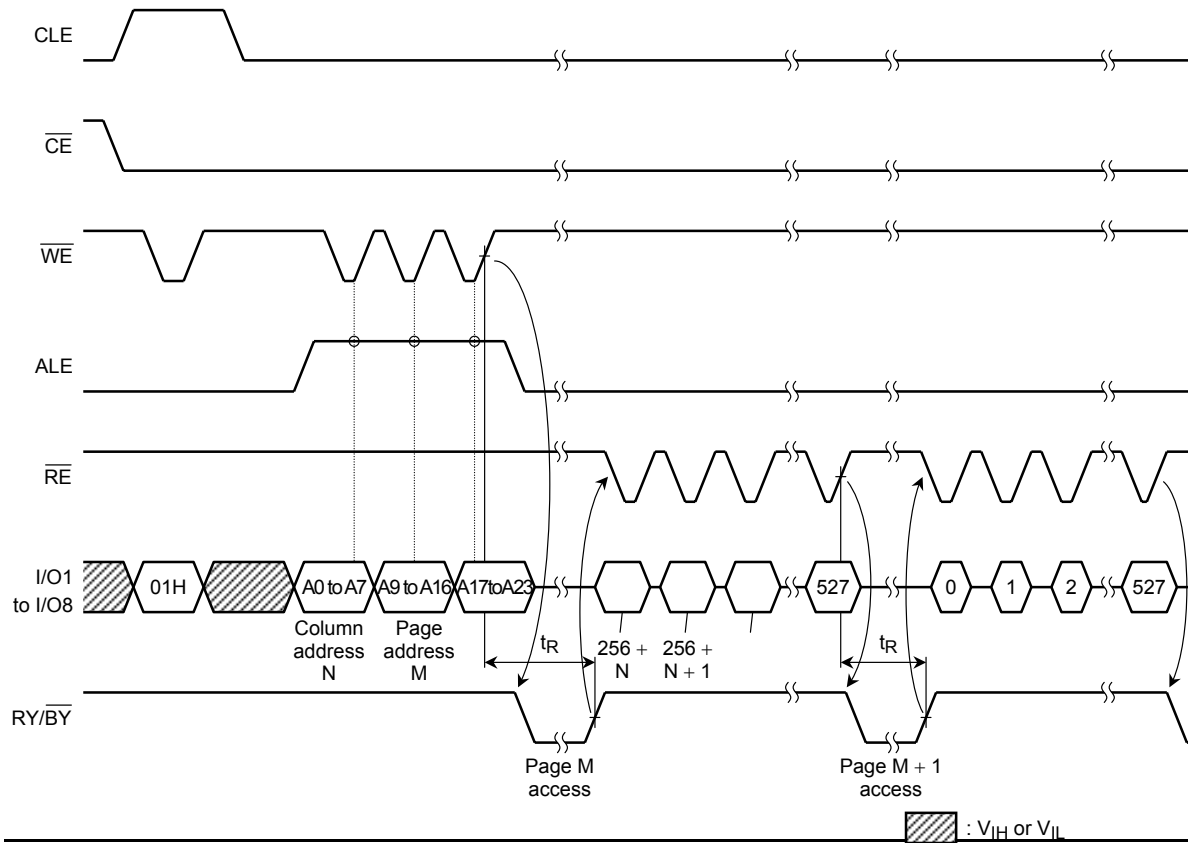 CLE
CE
WE
ALE
RE
I/O1
to I/O8
01H
A0 to A7
A9 to A16
A17 to A23
527
0
1
2
527
Column
address
N
Page
address
M
tR
256 +
N
256 +
N + 1
tR
RY/BY
Page M
access
Page M + 1
access
: VIH or VIL